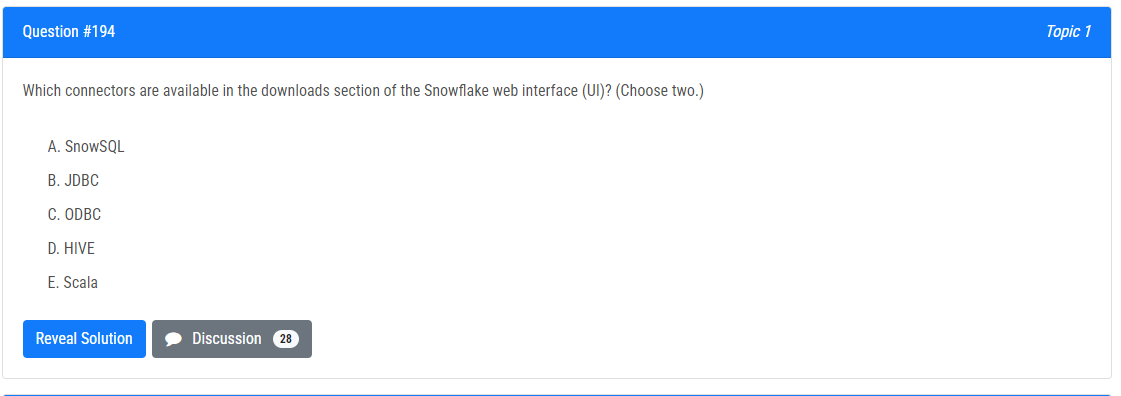 Question #194
Topic 1
Which connectors are available in the downloads section of the Snowflake web interface (UI)? (Choose two.)
A. SnowSQL
B. JDBC
C. ODBC
D. HIVE
E. Scala
Reveal Solution
Discussion 28